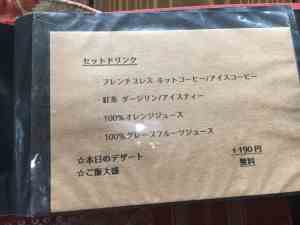 セットドリンク
・フレンチプレス ホットコーヒー/アイスコーヒー
・紅茶 ダージリン/アイスティー
・100%オレンジジュース
・100%グレープフルーツジュース
☆本日のデザート +190円
☆ご飯大盛 無料